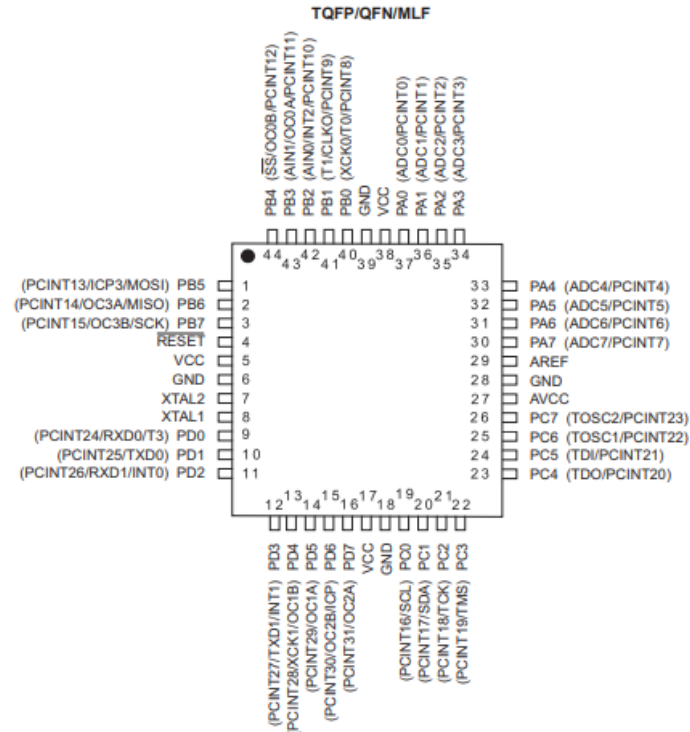 TQFP/QFN/MLF
PB4 (SS/OC0B/PCINT12)
PB3 (AIN1/OC0A/PCINT11)
PB2 (AIN0/INT2/PCINT10)
PB1 (T1/CLKO/PCINT9)
PB0 (XCK0/T0/PCINT8)
GND
VCC
PA0 (ADC0/PCINT0)
PA1 (ADC1/PCINT1)
PA2 (ADC2/PCINT2)
PA3 (ADC3/PCINT3)
44 43 42 41 40 39 38 37 36 35 34
(PCINT13/ICP3/MOSI) PB5 1
(PCINT14/OC3A/MISO) PB6 2
(PCINT15/OC3B/SCK) PB7 3
RESET 4
VCC 5
GND 6
XTAL2 7
XTAL1 8
(PCINT24/RXD0/T3) PD0 9
(PCINT25/TXD0) PD1 10
(PCINT26/RXD1/INT0) PD2 11
33 PA4 (ADC4/PCINT4)
32 PA5 (ADC5/PCINT5)
31 PA6 (ADC6/PCINT6)
30 PA7 (ADC7/PCINT7)
29 AREF
28 GND
27 AVCC
26 PC7 (TOSC2/PCINT23)
25 PC6 (TOSC1/PCINT22)
24 PC5 (TDI/PCINT21)
23 PC4 (TDO/PCINT20)
12 13 14 15 16 17 18 19 20 21 22
(PCINT27/TXD1/INT1) PD3
(PCINT28/XCK1/OC1B) PD4
(PCINT29/OC1A) PD5
(PCINT30/OC2B/ICP) PD6
(PCINT31/OC2A) PD7
VCC
GND
(PCINT16/SCL) PC0
(PCINT17/SDA) PC1
(PCINT18/TCK) PC2
(PCINT19/TMS) PC3